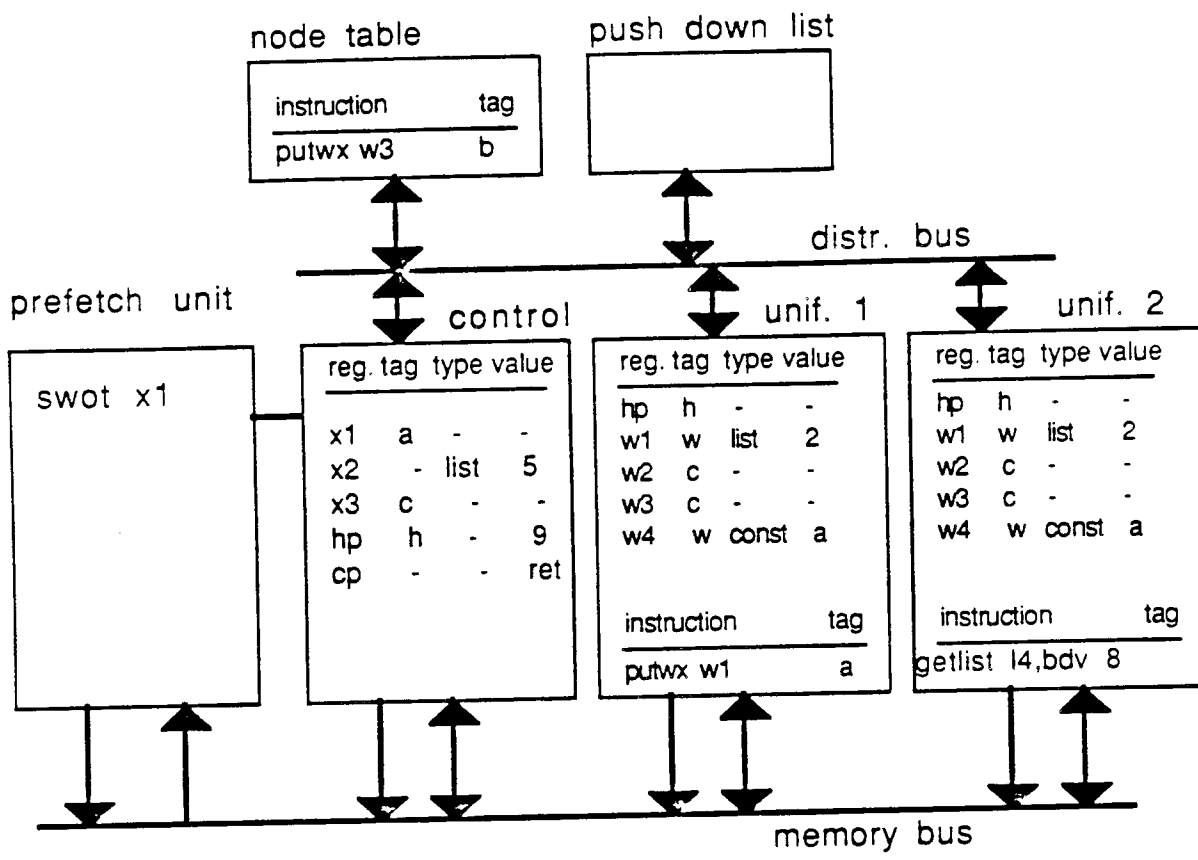 node table
instruction tag
putwx w3 b
push down list
distr. bus
prefetch unit
swot x1
control
reg. tag type value
x1 a - -
x2 - list 5
x3 c - -
hp h - 9
cp - - ret
unif. 1
reg. tag type value
hp h - -
w1 w list 2
w2 c - -
w3 c - -
w4 w const a
instruction tag
putwx w1 a
unif. 2
reg. tag type value
hp h - -
w1 w list 2
w2 c - -
w3 c - -
w4 w const a
instruction tag
getlist l4,bdv 8
memory bus